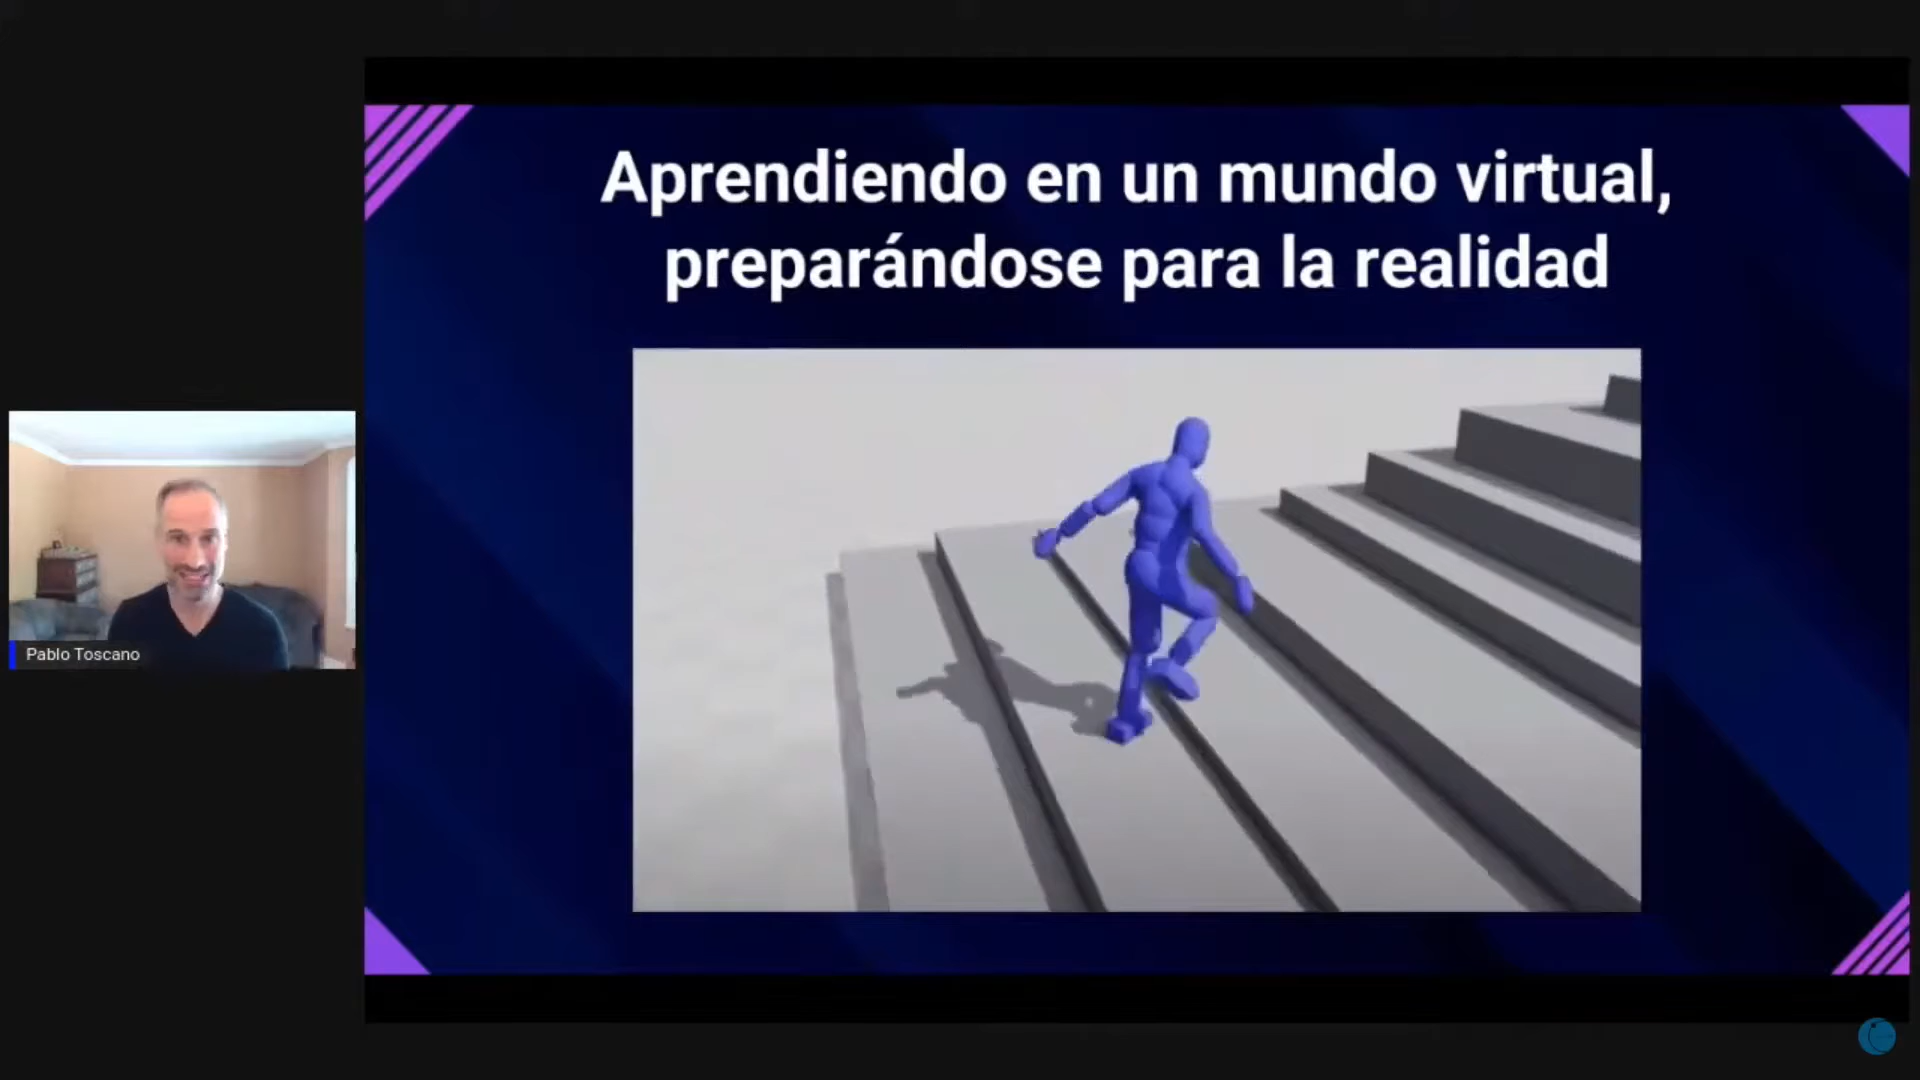 Aprendiendo en un mundo virtual,
preparándose para la realidad
Pablo Toscano